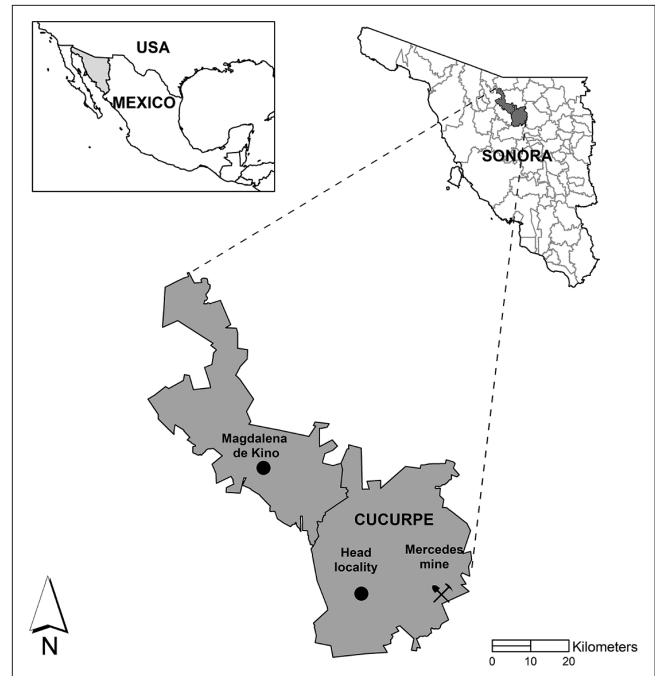 USA
MEXICO
SONORA
Magdalena
de Kino
CUCURPE
Head
locality
Mercedes
mine
N
Kilometers
0 10 20